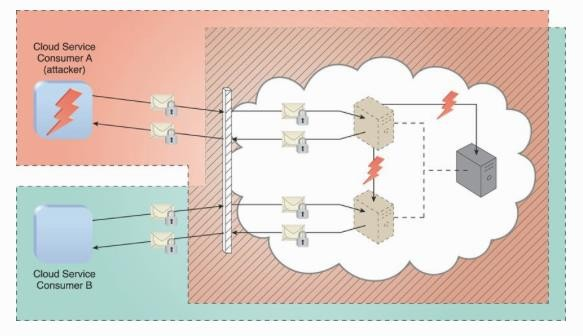 Cloud Service
Consumer A
(attacker)
Cloud Service
Consumer B